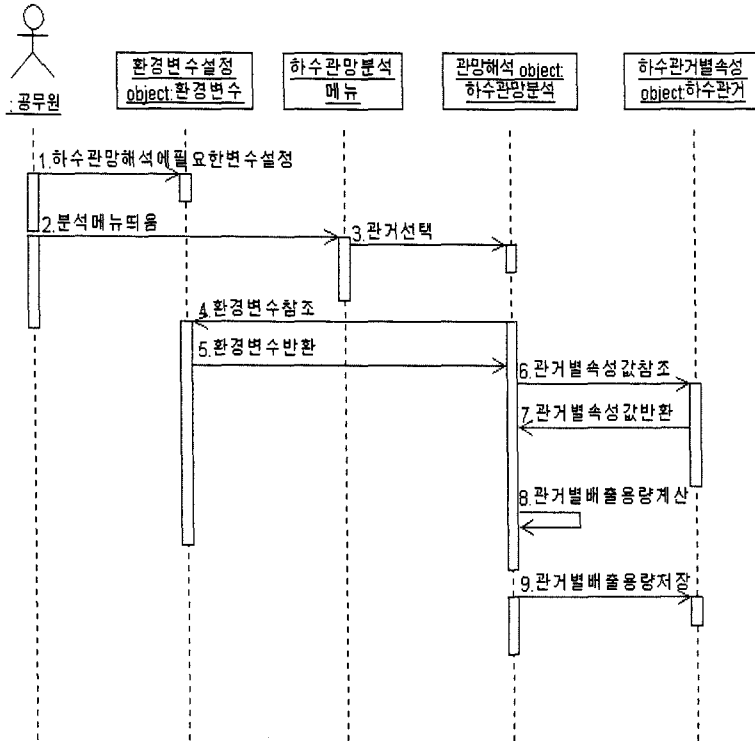 :공무원
환경변수설정
object:환경변수
하수관망분석
메뉴
관망해석 object:
하수관망분석
하수관거별속성
object:하수관거
1.하수관망해석에필요한변수설정
2.분석메뉴띄움
3.관거선택
4.환경변수참조
5.환경변수반환
6.관거별속성값참조
7.관거별속성값반환
8.관거별배출용량계산
9.관거별배출용량저장